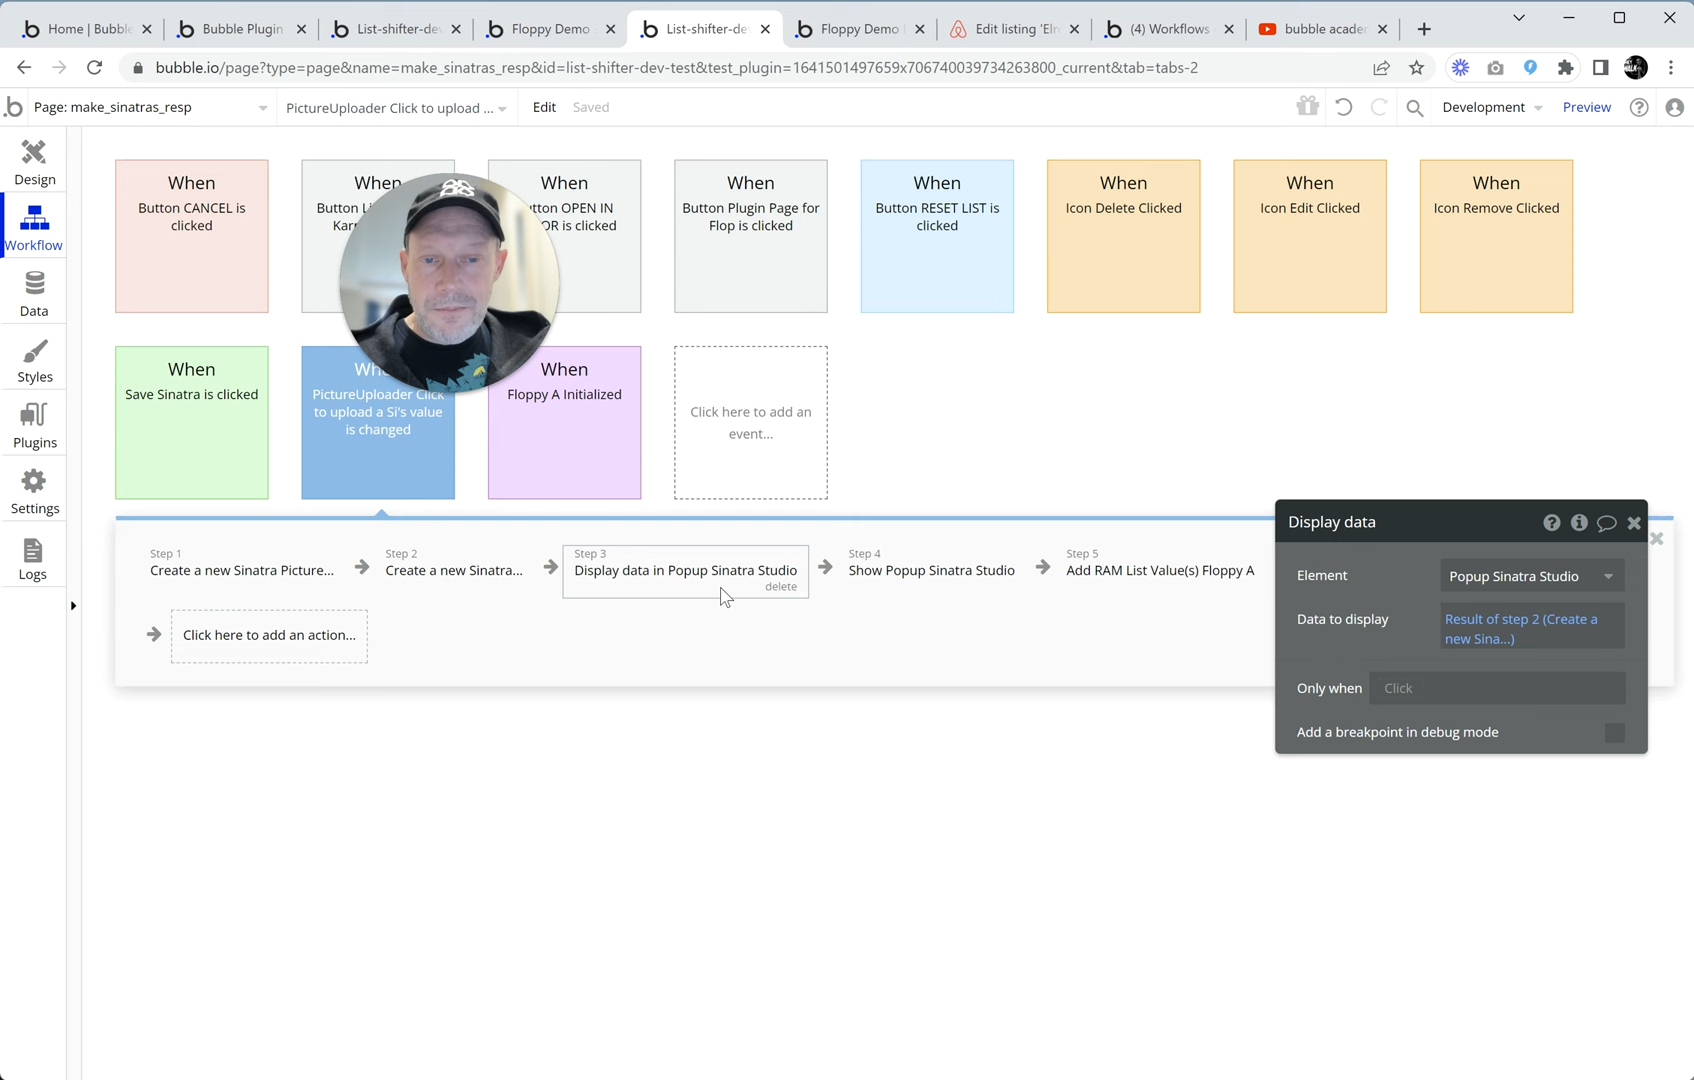 Home | Bubble
Bubble Plugin
List-shifter-de
Floppy Demo
List-shifter-de
Floppy Demo
Edit listing 'Elr
(4) Workflows
bubble acader
bubble.io/page?type=page&name=make_sinatras_resp&id=list-shifter-dev-test&test_plugin=1641501497659x706740039734263800_current&tab=tabs-2
Page: make_sinatras_resp
PictureUploader Click to upload ...
Edit
Saved
Development
Preview
Design
Workflow
Data
Styles
Plugins
Settings
Logs
When
Button CANCEL is
clicked
When
Button Li
Kar
When
tton OPEN IN
OR is clicked
When
Button Plugin Page for
Flop is clicked
When
Button RESET LIST is
clicked
When
Icon Delete Clicked
When
Icon Edit Clicked
When
Icon Remove Clicked
When
Save Sinatra is clicked
Whe
PictureUploader Click
to upload a Si's value
is changed
When
Floppy A Initialized
Click here to add an
event...
Step 1
Create a new Sinatra Picture...
Step 2
Create a new Sinatra...
Step 3
Display data in Popup Sinatra Studio
delete
Step 4
Show Popup Sinatra Studio
Step 5
Add RAM List Value(s) Floppy A
Click here to add an action...
Display data
Element
Popup Sinatra Studio
Data to display
Result of step 2 (Create a
new Sina...)
Only when
Click
Add a breakpoint in debug mode